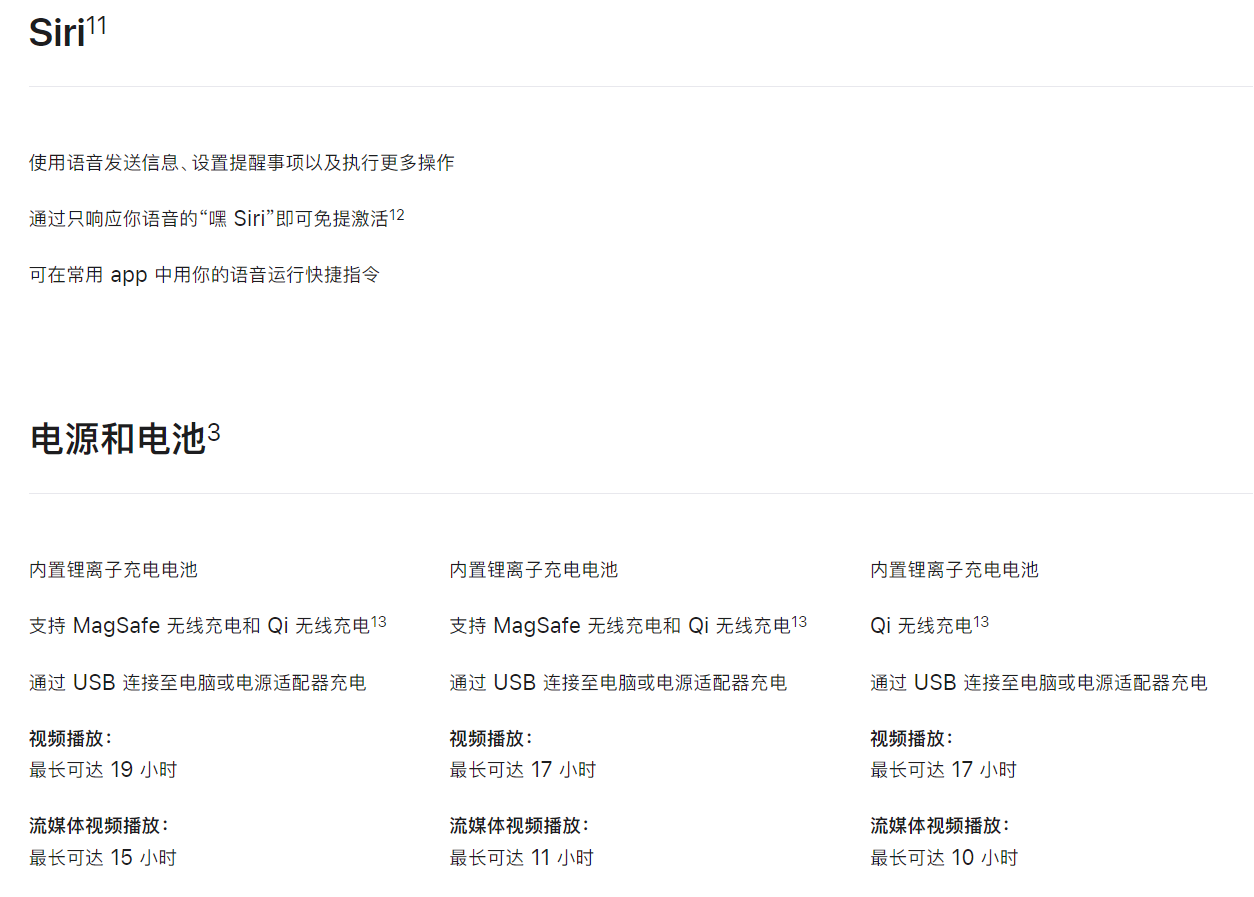 Siri11
使用语音发送信息、设置提醒事项以及执行更多操作
通过只响应你语音的“嘿 Siri”即可免提激活12
可在常用 app 中用你的语音运行快捷指令
电源和电池3
内置锂离子充电电池
支持 MagSafe 无线充电和 Qi 无线充电13
通过 USB 连接至电脑或电源适配器充电
视频播放：
最长可达 19 小时
流媒体视频播放：
最长可达 15 小时
内置锂离子充电电池
支持 MagSafe 无线充电和 Qi 无线充电13
通过 USB 连接至电脑或电源适配器充电
视频播放：
最长可达 17 小时
流媒体视频播放：
最长可达 11 小时
内置锂离子充电电池
Qi 无线充电13
通过 USB 连接至电脑或电源适配器充电
视频播放：
最长可达 17 小时
流媒体视频播放：
最长可达 10 小时